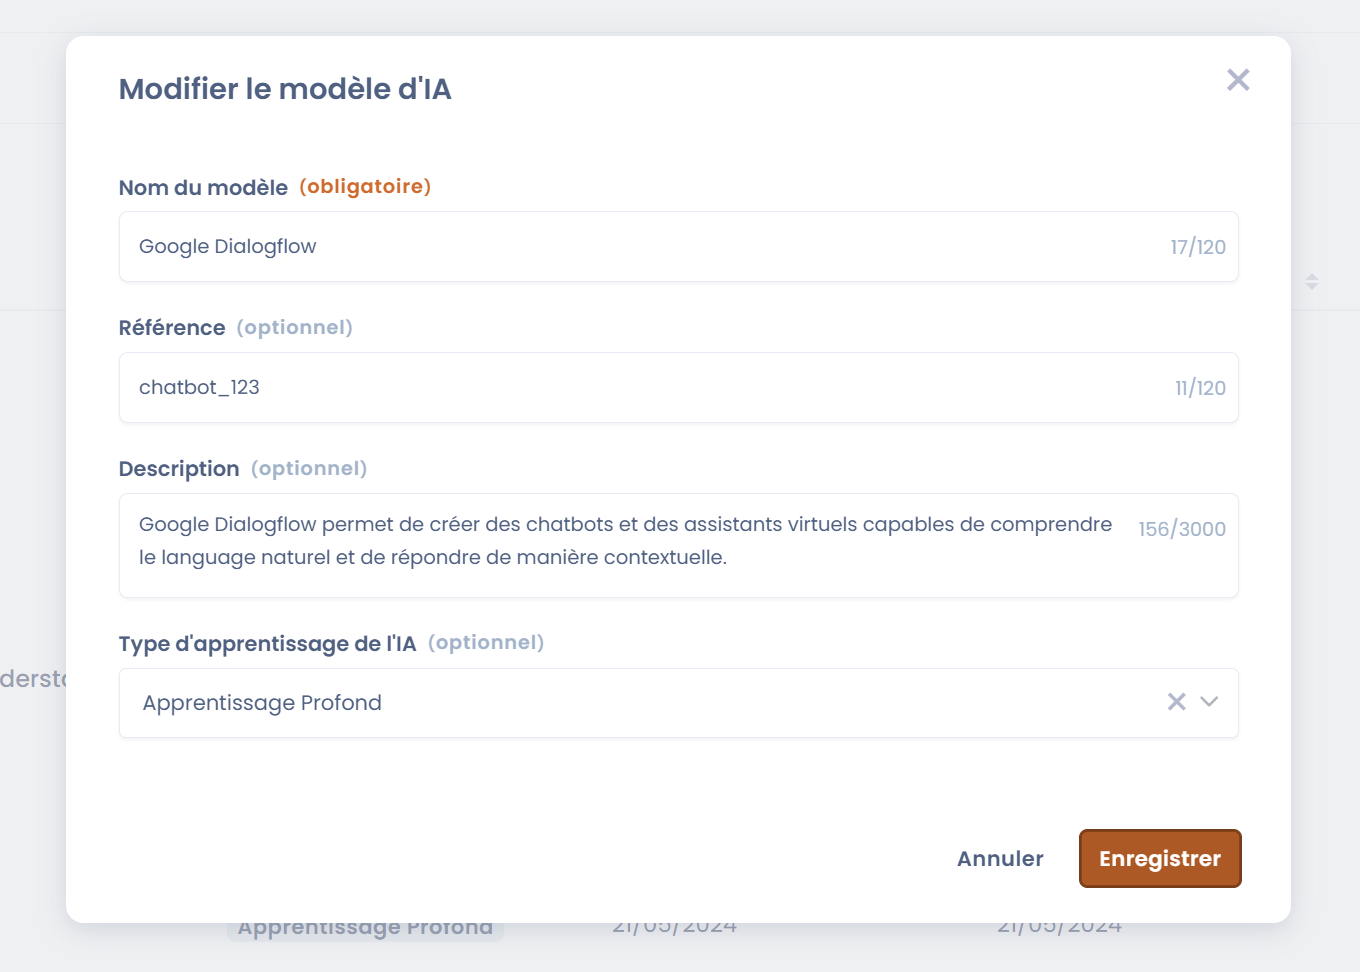 Modifier le modèle d'IA
Nom du modèle (obligatoire)
Google Dialogflow 17/120
Référence (optionnel)
chatbot_123 11/120
Description (optionnel)
Google Dialogflow permet de créer des chatbots et des assistants virtuels capables de comprendre 156/3000
le language naturel et de répondre de manière contextuelle.
Type d'apprentissage de l'IA (optionnel)
Apprentissage Profond
Annuler Enregistrer
Apprentissage Profond 21/05/2024 21/05/2024